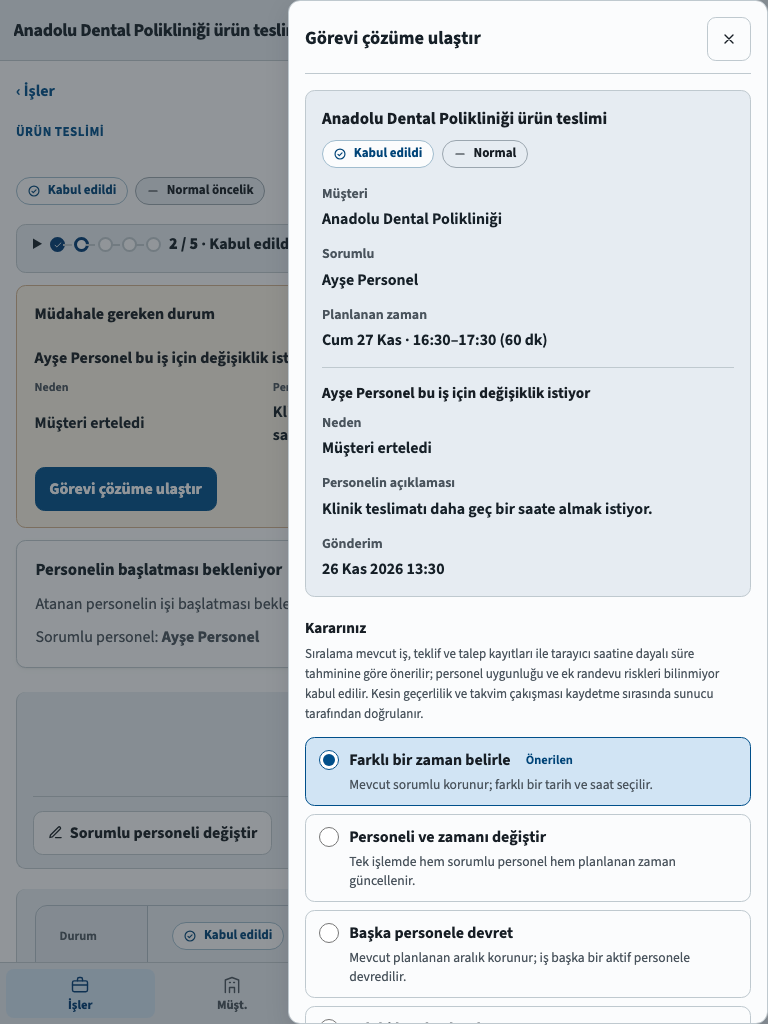 Anadolu Dental Polikliniği ürün teslim
‹ İşler
ÜRÜN TESLİMİ
Kabul edildi
Normal öncelik
2 / 5 · Kabul edild
Müdahale gereken durum
Ayşe Personel bu iş için değişiklik ist
Neden
Per
Müşteri erteledi
Kl
sa
Görevi çözüme ulaştır
Personelin başlatması bekleniyor
Atanan personelin işi başlatması bekle
Sorumlu personel: Ayşe Personel
Sorumlu personeli değiştir
Durum
Kabul edildi
İşler
Müşt.
Görevi çözüme ulaştır
Anadolu Dental Polikliniği ürün teslimi
Kabul edildi
Normal
Müşteri
Anadolu Dental Polikliniği
Sorumlu
Ayşe Personel
Planlanan zaman
Cum 27 Kas · 16:30–17:30 (60 dk)
Ayşe Personel bu iş için değişiklik istiyor
Neden
Müşteri erteledi
Personelin açıklaması
Klinik teslimatı daha geç bir saate almak istiyor.
Gönderim
26 Kas 2026 13:30
Kararınız
Sıralama mevcut iş, teklif ve talep kayıtları ile tarayıcı saatine dayalı süre
tahminine göre önerilir; personel uygunluğu ve ek randevu riskleri bilinmiyor
kabul edilir. Kesin geçerlilik ve takvim çakışması kaydetme sırasında sunucu
tarafından doğrulanır.
Farklı bir zaman belirle Önerilen
Mevcut sorumlu korunur; farklı bir tarih ve saat seçilir.
Personeli ve zamanı değiştir
Tek işlemde hem sorumlu personel hem planlanan zaman
güncellenir.
Başka personele devret
Mevcut planlanan aralık korunur; iş başka bir aktif personele
devredilir.